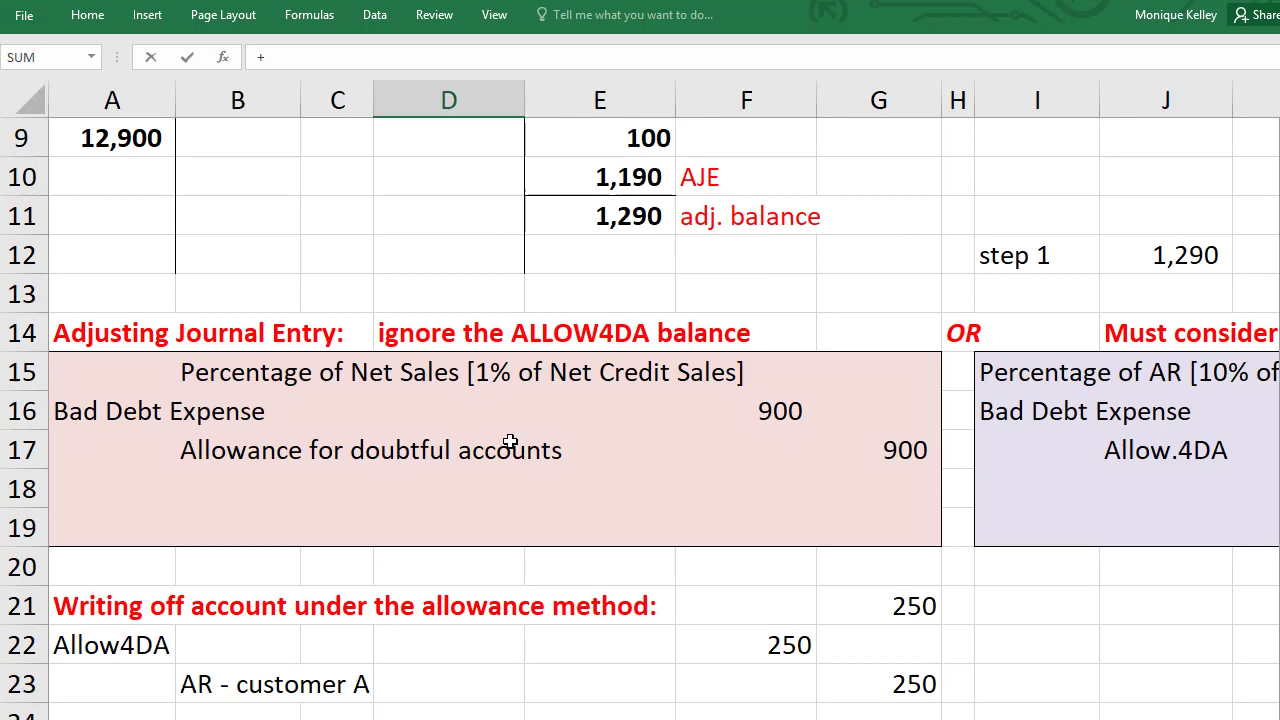 File Home Insert Page Layout Formulas Data Review View Tell me what you want to do... Monique Kelley Share
SUM fx +
A B C D E F G H I J
9 12,900 100
10 1,190 AJE
11 1,290 adj. balance
12 step 1 1,290
13
14 Adjusting Journal Entry: ignore the ALLOW4DA balance OR Must consider
15 Percentage of Net Sales [1% of Net Credit Sales] Percentage of AR [10% of
16 Bad Debt Expense 900 Bad Debt Expense
17 Allowance for doubtful accounts 900 Allow.4DA
18
19
20
21 Writing off account under the allowance method: 250
22 Allow4DA 250
23 AR - customer A 250
24